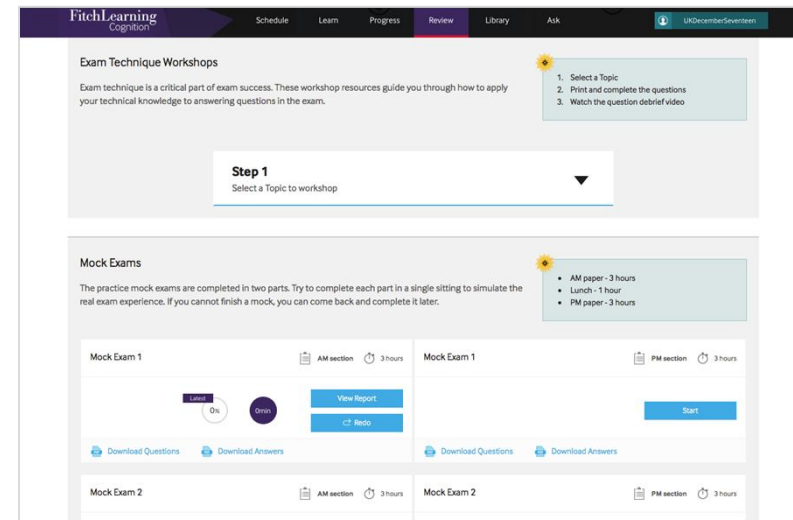 FitchLearning
Cognition
Schedule
Learn
Progress
Review
Library
Ask
UKDecemberSeventeen
Exam Technique Workshops
Exam technique is a critical part of exam success. These workshop resources guide you through how to apply
your technical knowledge to answering questions in the exam.
1. Select a Topic
2. Print and complete the questions
3. Watch the question debrief video
Step 1
Select a Topic to workshop
Mock Exams
The practice mock exams are completed in two parts. Try to complete each part in a single sitting to simulate the
real exam experience. If you cannot finish a mock, you can come back and complete it later.
• AM paper - 3 hours
• Lunch - 1 hour
• PM paper - 3 hours
Mock Exam 1
AM section
3 hours
Latest
0%
0min
View Report
Redo
Download Questions
Download Answers
Mock Exam 1
PM section
3 hours
Start
Download Questions
Download Answers
Mock Exam 2
AM section
3 hours
Mock Exam 2
PM section
3 hours